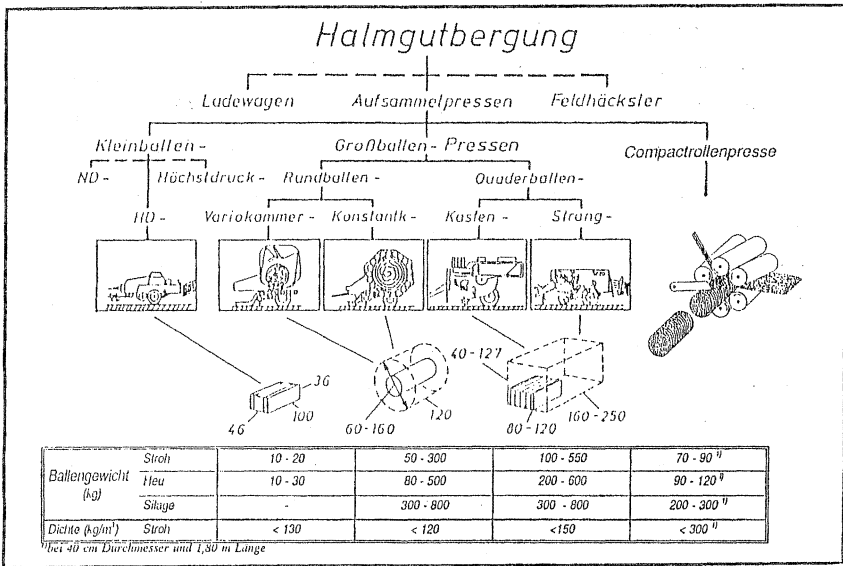 Halmgutbergung
Ladewagen Aufsammelpressen Feldhäcksler
Kleinballen- Großballen-Pressen Compactrollenpresse
ND- Höchstdruck- Rundballen- Quaderballen-
HD- Variokammer- Konstantk.- Kasten- Strang-
40-127
36
46 100 60-160 120 80-120 160-250
Ballengewicht (kg) Stroh 10 - 20 50 - 300 100 - 550 70 - 90 ¹⁾
Heu 10 - 30 80 - 500 200 - 600 90 - 120 ¹⁾
Silage - 300 - 800 300 - 800 200 - 300 ¹⁾
Dichte (kg/m³) Stroh < 130 < 120 <150 < 300 ¹⁾
¹⁾bei 40 cm Durchmesser und 1,80 m Länge